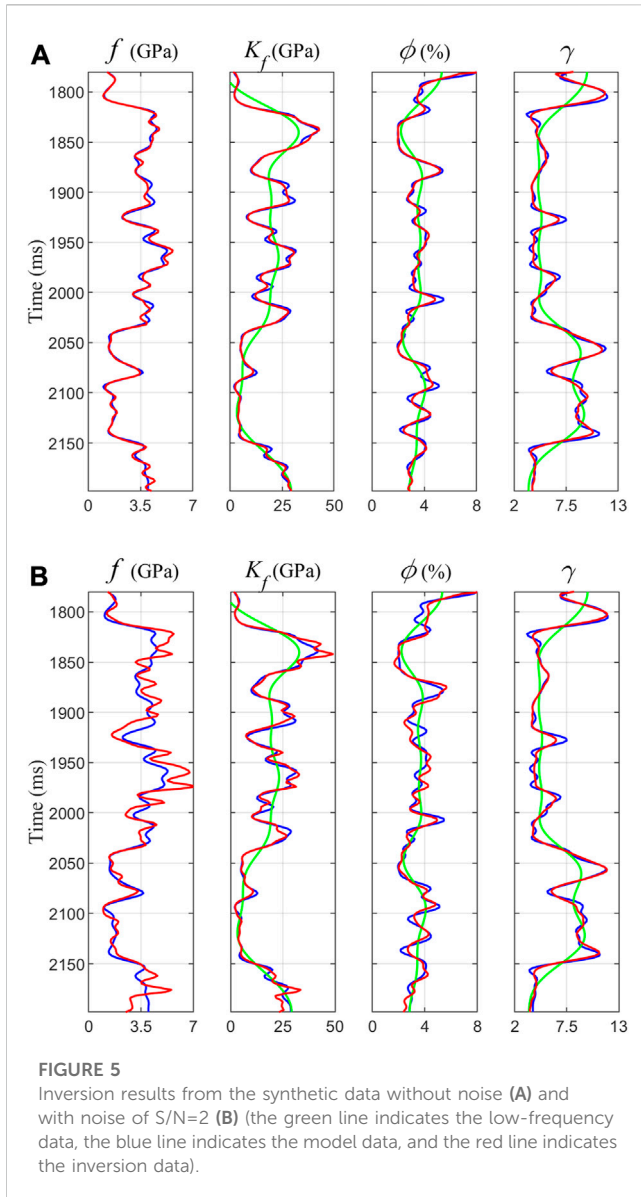 A
f (GPa)
K_f (GPa)
ϕ (%)
γ
Time (ms)
1800
1850
1900
1950
2000
2050
2100
2150
0 3.5 7
0 25 50
0 4 8
2 7.5 13
B
f (GPa)
K_f (GPa)
ϕ (%)
γ
Time (ms)
1800
1850
1900
1950
2000
2050
2100
2150
0 3.5 7
0 25 50
0 4 8
2 7.5 13
FIGURE 5
Inversion results from the synthetic data without noise (A) and
with noise of S/N=2 (B) (the green line indicates the low-frequency
data, the blue line indicates the model data, and the red line indicates
the inversion data).